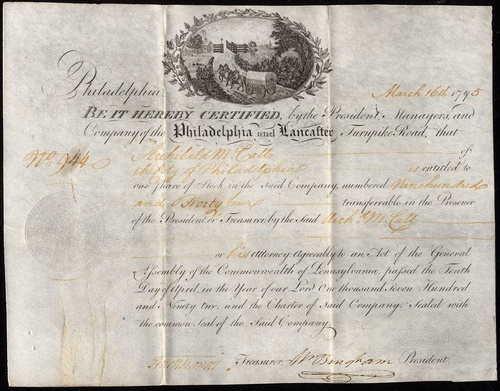 Philadelphia March 16th 1795
BE IT HEREBY CERTIFIED, by the President, Managers, and
Company of the Philadelphia and Lancaster Turnpike Road, that
No. 944 Archibald McCall of
the City of Philadelphia is entitled to
one Share of Stock in the Said Company, numbered Ninehundred
and Fforty four transferrable in the Presence
of the President or Treasurer, by the Said Archd. McCall
or his Attorney. Agreeably to an Act of the General
Assembly of the Commonwealth of Pennsylvania, passed the Tenth
Day of April, in the Year of our Lord One thousand Seven Hundred
and Ninety two, and the Charter of Said Company; Sealed with
the common Seal of the Said Company
Treasurer. Wm Bingham President.